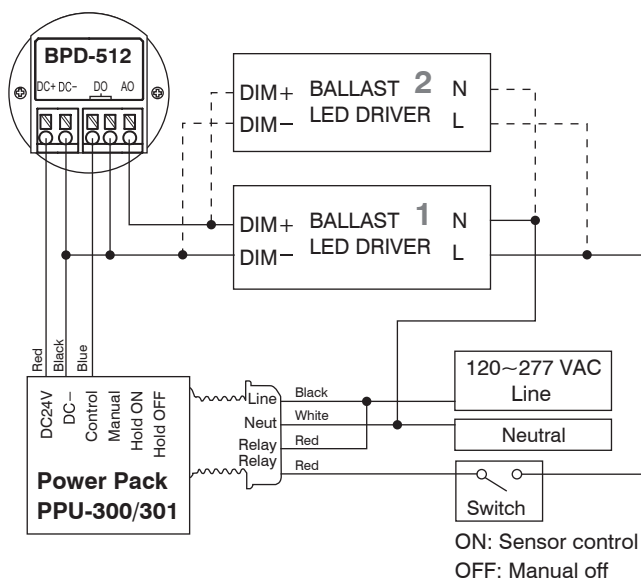 BPD-512
DC+ DC− DO AO
DIM+ BALLAST 2 N
DIM− LED DRIVER L
DIM+ BALLAST 1 N
DIM− LED DRIVER L
Red
Black
Blue
DC24V
DC−
Control
Manual
Hold ON
Hold OFF
Power Pack
PPU-300/301
Line Black
Neut White
Relay Red
Relay Red
120~277 VAC
Line
Neutral
Switch
ON: Sensor control
OFF: Manual off